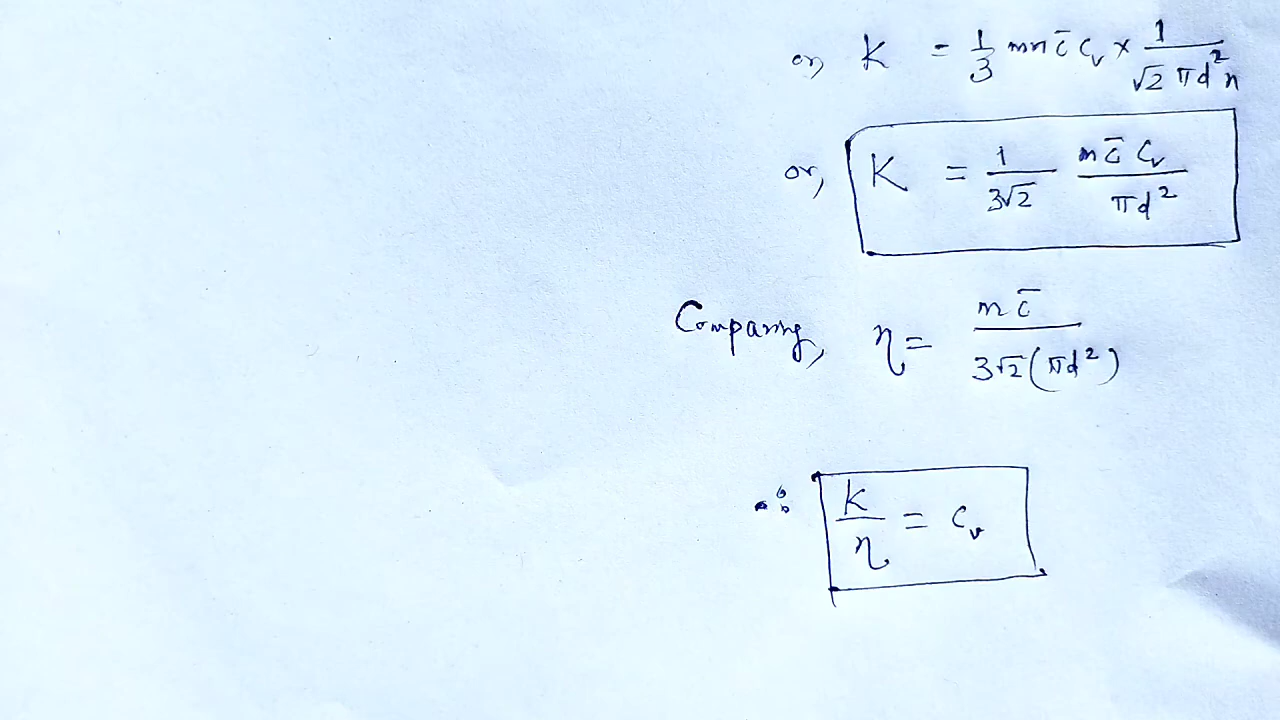 or, K = 1/3 mn c̄ Cᵥ × 1/(√2 πd²n)
or, K = 1/(3√2) (m c̄ Cᵥ)/(πd²)
Comparing, η = (m c̄)/(3√2(πd²))
∴ K/η = Cᵥ